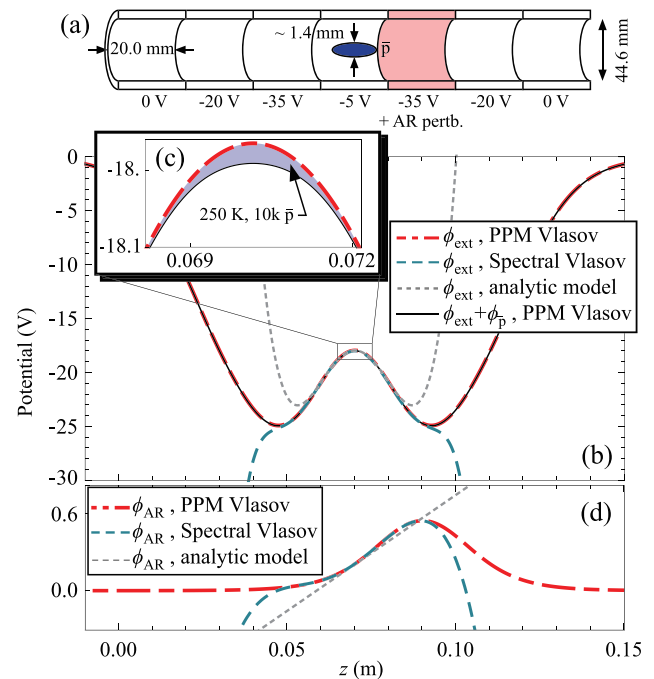 (a)
~ 1.4 mm
20.0 mm
p̄
44.6 mm
0 V -20 V -35 V -5 V -35 V -20 V 0 V
+ AR pertb.
(c)
-18.
250 K, 10k p̄
-18.1
0.069 0.072
0
-5
-10
-15
-20
-25
-30
Potential (V)
ϕext , PPM Vlasov
ϕext , Spectral Vlasov
ϕext , analytic model
ϕext+ϕp̄ , PPM Vlasov
(b)
ϕAR , PPM Vlasov
ϕAR , Spectral Vlasov
ϕAR , analytic model
(d)
0.6
0.0
0.00 0.05 0.10 0.15
z (m)